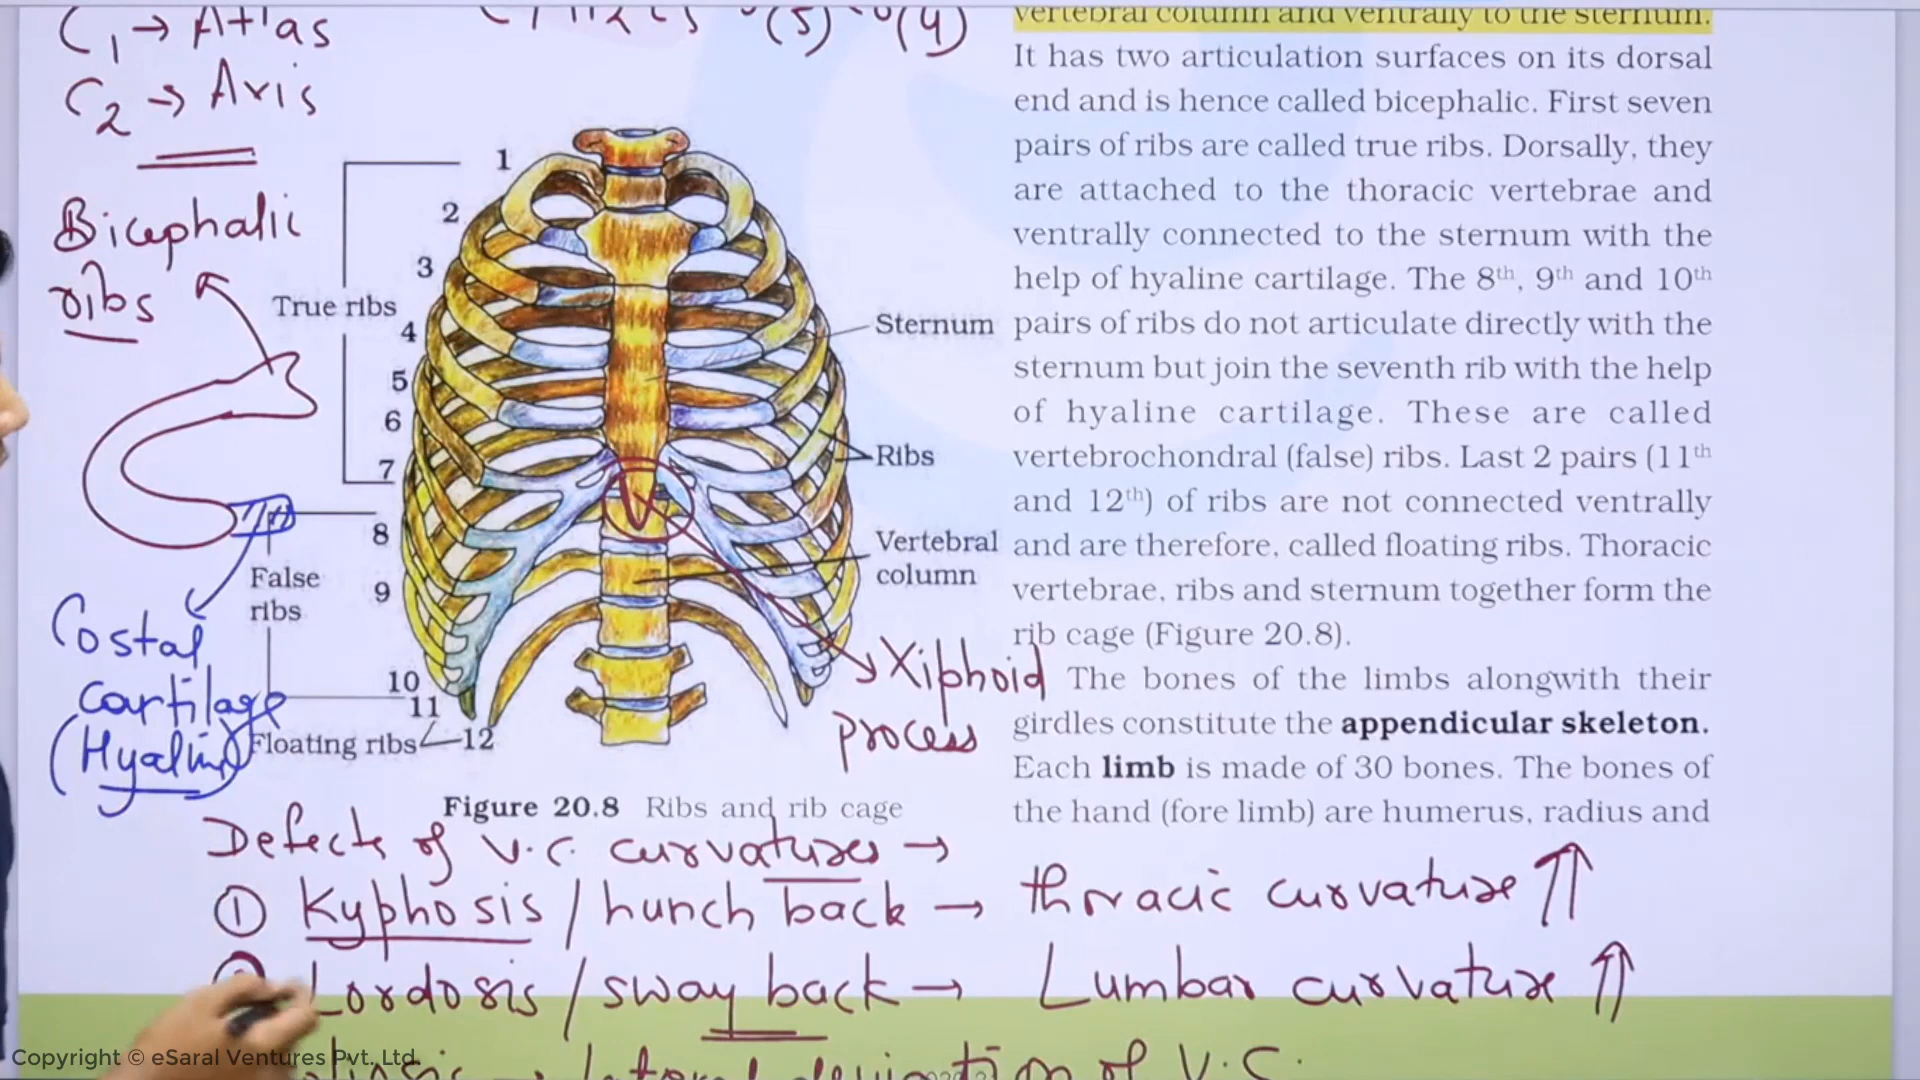 C1 → Atlas
C2 → Axis
(5) (4)
Bicephalic
ribs
True ribs
1
2
3
4
5
6
7
8
9
10
11
12
False
ribs
Floating ribs
Costal
cartilage
(Hyalin)
Sternum
Ribs
Vertebral
column
Xiphoid
process
Figure 20.8 Ribs and rib cage
vertebral column and ventrally to the sternum.
It has two articulation surfaces on its dorsal
end and is hence called bicephalic. First seven
pairs of ribs are called true ribs. Dorsally, they
are attached to the thoracic vertebrae and
ventrally connected to the sternum with the
help of hyaline cartilage. The 8th, 9th and 10th
pairs of ribs do not articulate directly with the
sternum but join the seventh rib with the help
of hyaline cartilage. These are called
vertebrochondral (false) ribs. Last 2 pairs (11th
and 12th) of ribs are not connected ventrally
and are therefore, called floating ribs. Thoracic
vertebrae, ribs and sternum together form the
rib cage (Figure 20.8).
The bones of the limbs alongwith their
girdles constitute the appendicular skeleton.
Each limb is made of 30 bones. The bones of
the hand (fore limb) are humerus, radius and
Defects of V.C. curvatures →
① Kyphosis / hunch back → thoracic curvature ⇑
Lordosis / sway back → Lumbar curvature ⇑
→ lateral deviation of V.C.
Copyright © eSaral Ventures Pvt. Ltd.